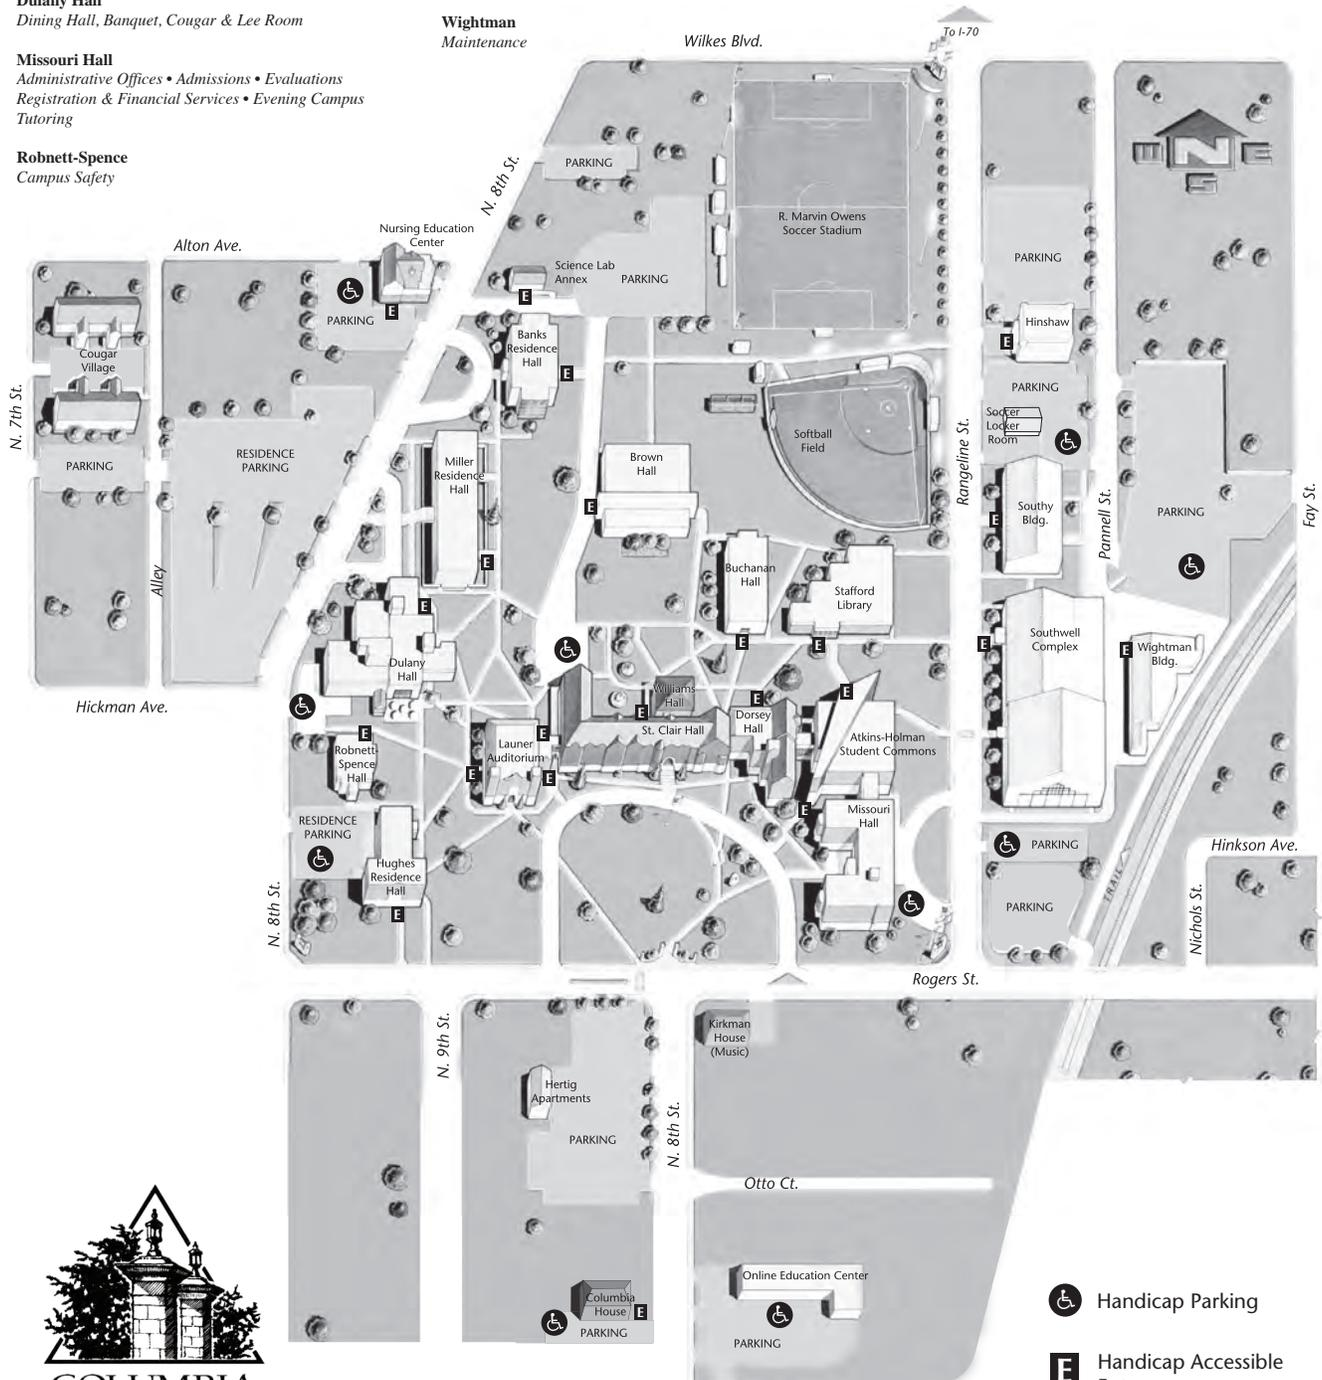 Dulany Hall
Dining Hall, Banquet, Cougar & Lee Room
Missouri Hall
Administrative Offices • Admissions • Evaluations
Registration & Financial Services • Evening Campus
Tutoring
Robnett-Spence
Campus Safety
Wightman
Maintenance
Wilkes Blvd.
To I-70
N
E
S
PARKING
N. 8th St.
R. Marvin Owens
Soccer Stadium
Alton Ave.
Nursing Education
Center
Science Lab
Annex
PARKING
PARKING
PARKING
E
E
Banks
Residence
Hall
E
Hinshaw
E
Cougar
Village
PARKING
N. 7th St.
Soccer
Locker
Room
Softball
Field
Rangeline St.
PARKING
RESIDENCE
PARKING
Miller
Residence
Hall
E
Brown
Hall
E
Southy
Bldg.
E
Pannell St.
PARKING
Fay St.
Alley
Buchanan
Hall
E
Stafford
Library
E
E
Dulany
Hall
Southwell
Complex
E
Wightman
Bldg.
E
Hickman Ave.
Williams
Hall
E
St. Clair Hall
Dorsey
Hall
E
E
Atkins-Holman
Student Commons
Robnett-
Spence
Hall
E
Launer
Auditorium
E
E
E
RESIDENCE
PARKING
Missouri
Hall
E
PARKING
Hinkson Ave.
Hughes
Residence
Hall
E
N. 8th St.
PARKING
TRAIL
Nichols St.
Rogers St.
Kirkman
House
(Music)
N. 9th St.
Hertig
Apartments
PARKING
N. 8th St.
Otto Ct.
Online Education Center
PARKING
Columbia
House
E
PARKING
Handicap Parking
E
Handicap Accessible
COLUMBIA